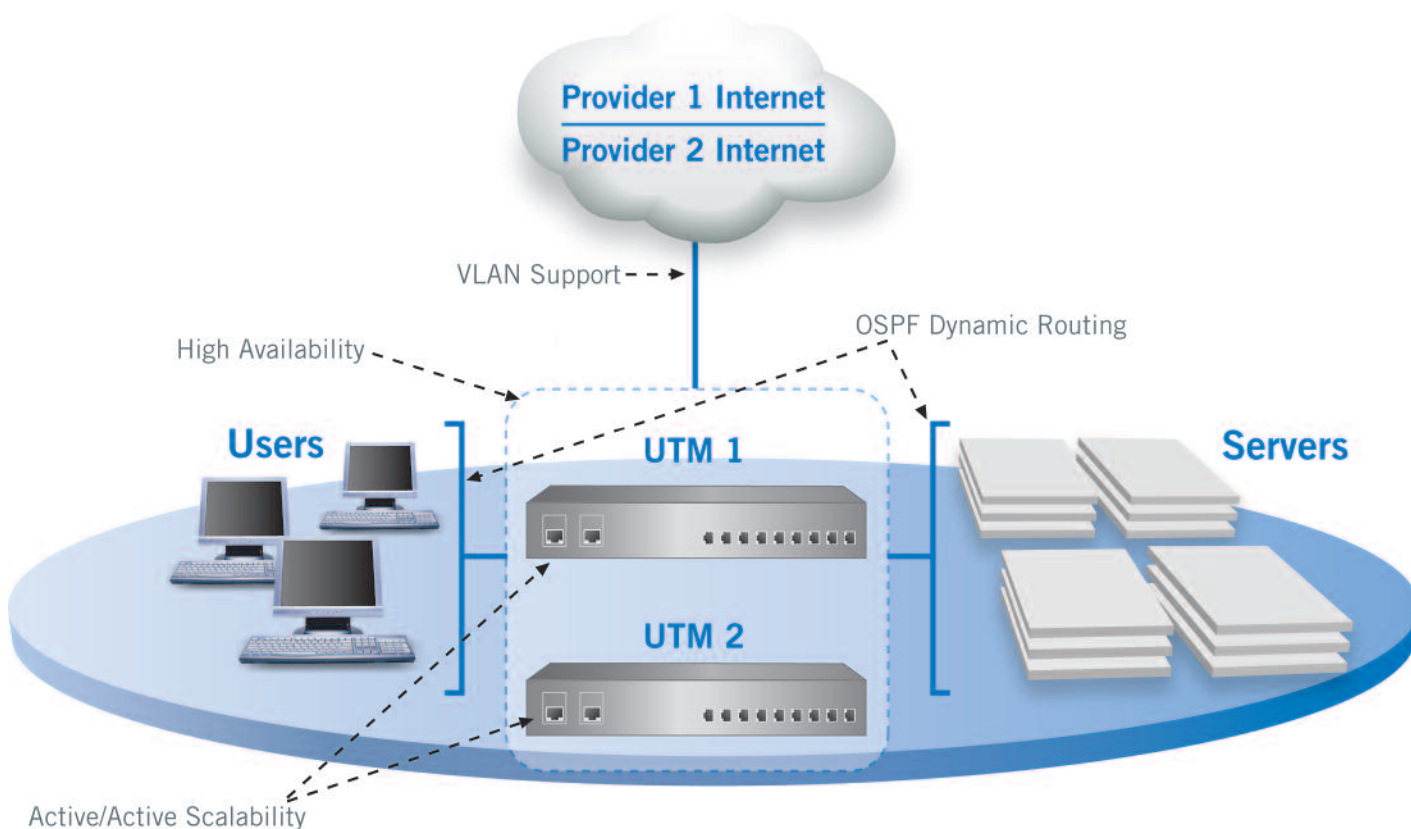 Provider 1 Internet
Provider 2 Internet
VLAN Support
OSPF Dynamic Routing
High Availability
Users
UTM 1
Servers
UTM 2
Active/Active Scalability